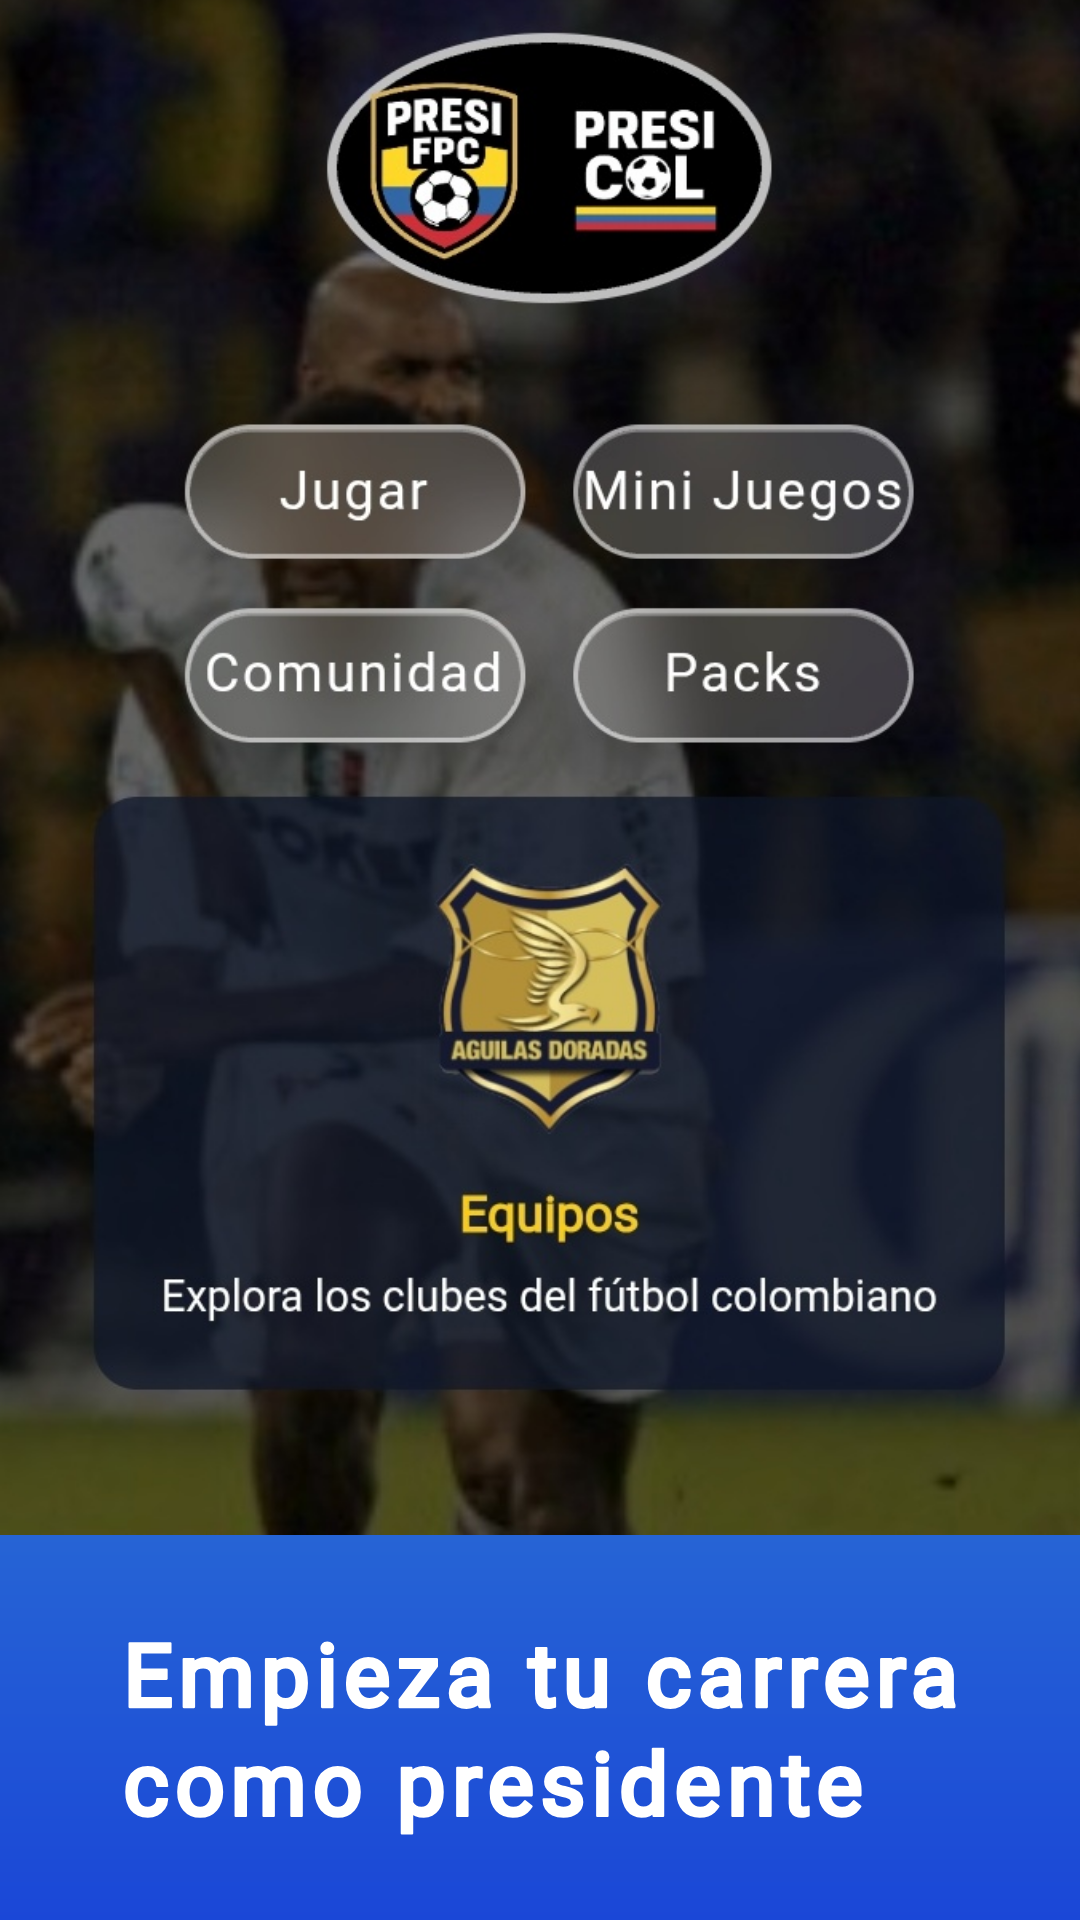 PRESI
FPC
PRESI
COL
Jugar
Mini Juegos
Comunidad
Packs
AGUILAS DORADAS
Equipos
Explora los clubes del fútbol colombiano
Empieza tu carrera
como presidente